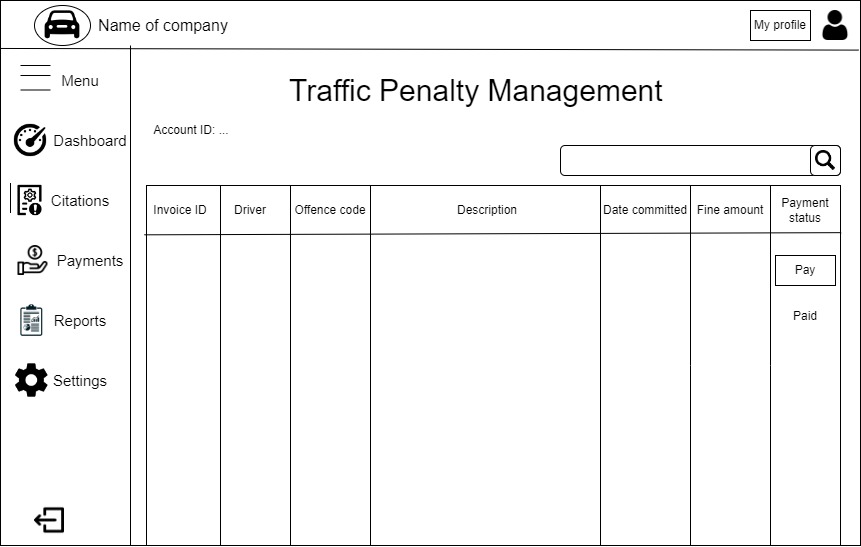 Name of company
My profile
Menu
Traffic Penalty Management
Dashboard
Account ID: ...
Citations
Invoice ID
Driver
Offence code
Description
Date committed
Fine amount
Payment
status
Payments
Pay
Reports
Paid
Settings